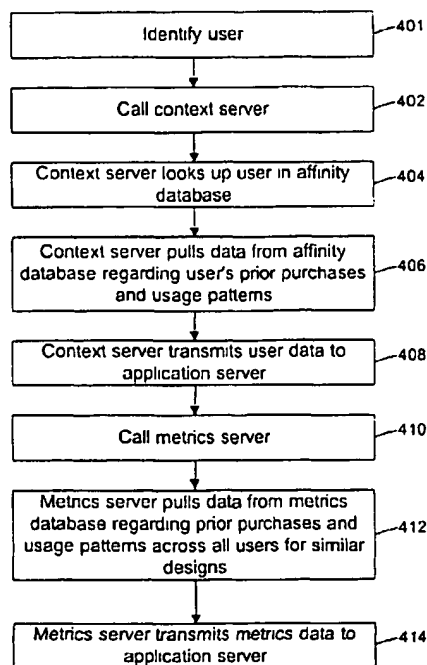 Identify user
401
Call context server
402
Context server looks up user in affinity
database
404
Context server pulls data from affinity
database regarding user's prior purchases
and usage patterns
406
Context server transmits user data to
application server
408
Call metrics server
410
Metrics server pulls data from metrics
database regarding prior purchases and
usage patterns across all users for similar
designs
412
Metrics server transmits metrics data to
application server
414